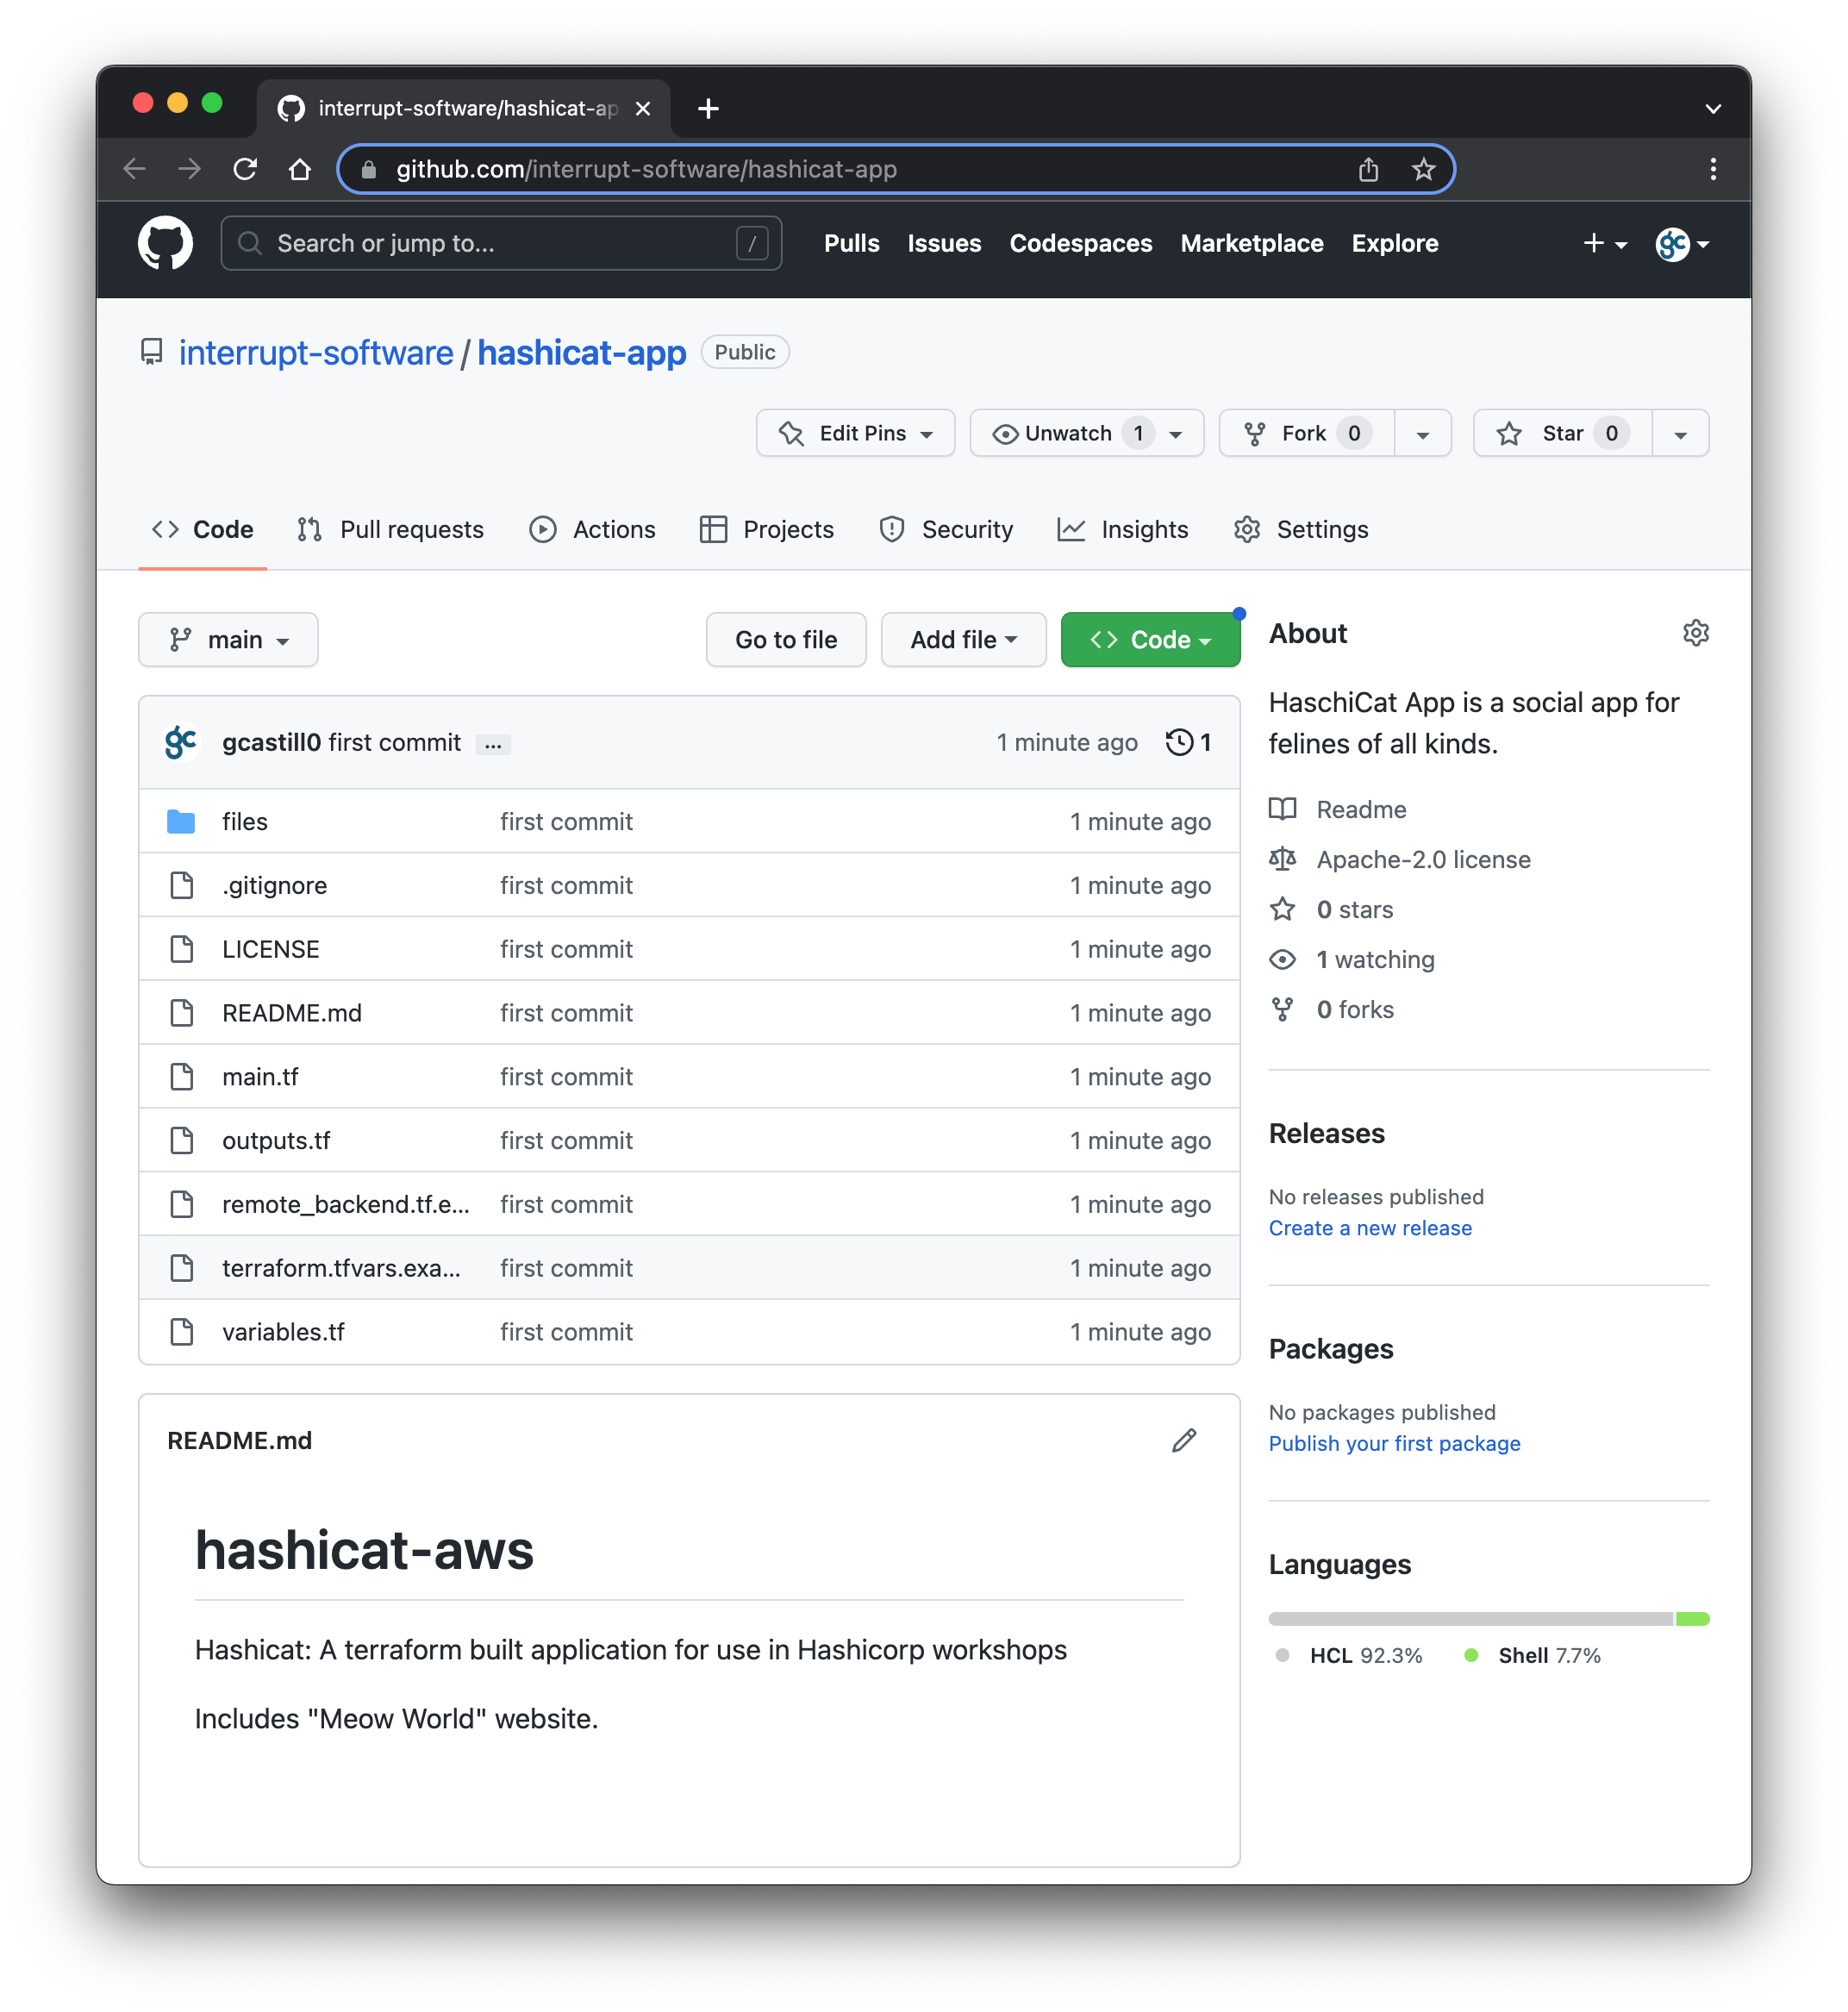 interrupt-software/hashicat-ap
github.com/interrupt-software/hashicat-app
Search or jump to... /
Pulls Issues Codespaces Marketplace Explore
gc
interrupt-software / hashicat-app Public
Edit Pins Unwatch 1 Fork 0 Star 0
Code Pull requests Actions Projects Security Insights Settings
main Go to file Add file Code
gc gcastill0 first commit ... 1 minute ago 1
files first commit 1 minute ago
.gitignore first commit 1 minute ago
LICENSE first commit 1 minute ago
README.md first commit 1 minute ago
main.tf first commit 1 minute ago
outputs.tf first commit 1 minute ago
remote_backend.tf.e... first commit 1 minute ago
terraform.tfvars.exa... first commit 1 minute ago
variables.tf first commit 1 minute ago
README.md
hashicat-aws
Hashicat: A terraform built application for use in Hashicorp workshops
Includes "Meow World" website.
About
HaschiCat App is a social app for
felines of all kinds.
Readme
Apache-2.0 license
0 stars
1 watching
0 forks
Releases
No releases published
Create a new release
Packages
No packages published
Publish your first package
Languages
HCL 92.3% Shell 7.7%